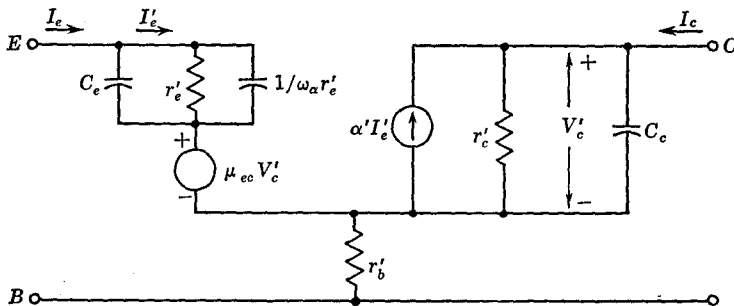 I_e I'_e I_c
E C
C_e r'_e 1/ω_α r'_e
+ α'I'_e r'_c V'_c C_c
+ μ_ec V'_c
- -
r'_b
B